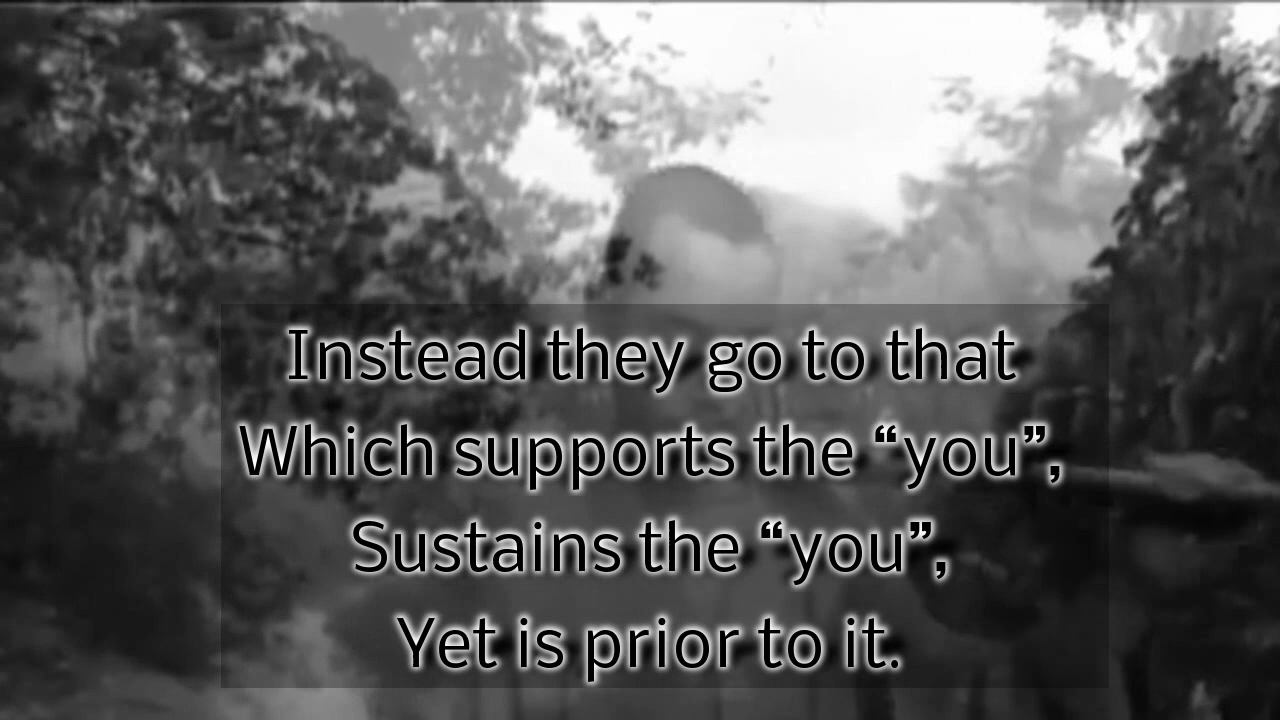 Instead they go to that
Which supports the “you”,
Sustains the “you”,
Yet is prior to it.